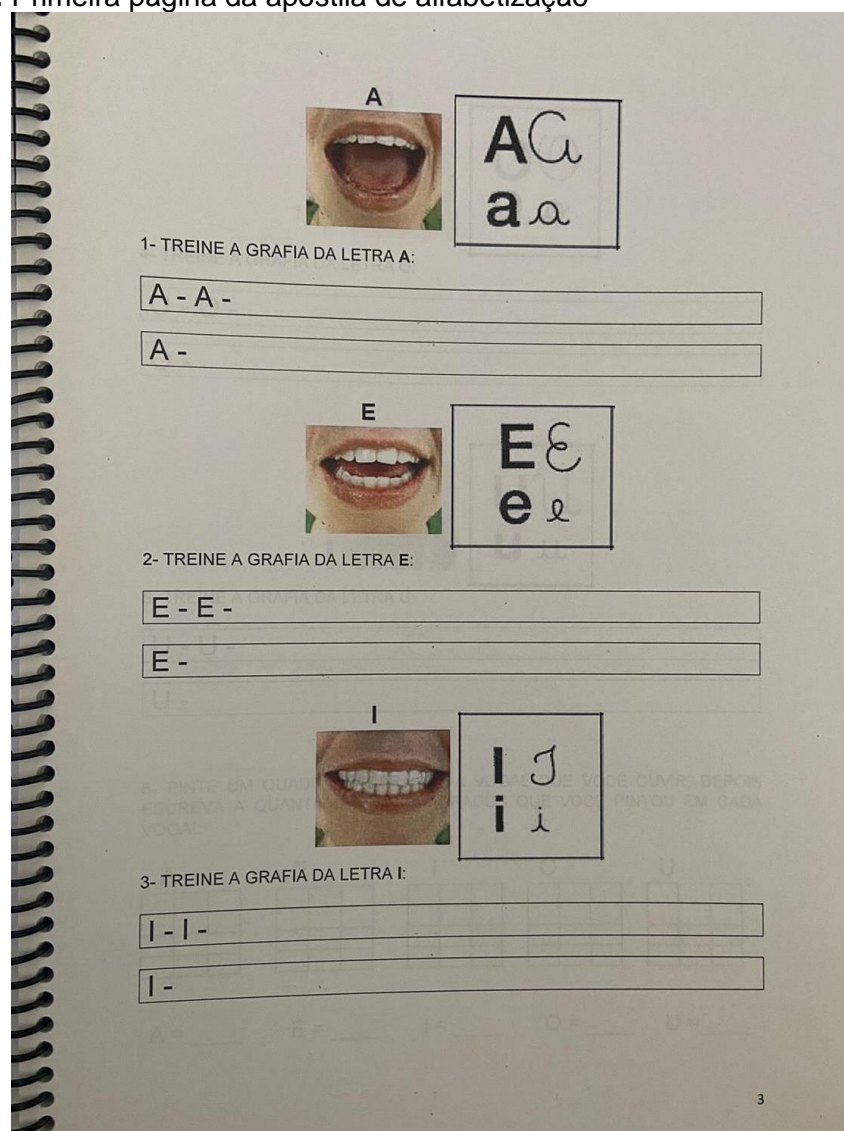 Primeira página da apostila de alfabetização
A
A A
a a
1- TREINE A GRAFIA DA LETRA A:
A - A -
A -
E
E E
e e
2- TREINE A GRAFIA DA LETRA E:
E - E -
E -
I
I I
i i
3- TREINE A GRAFIA DA LETRA I:
I - I -
I -
3